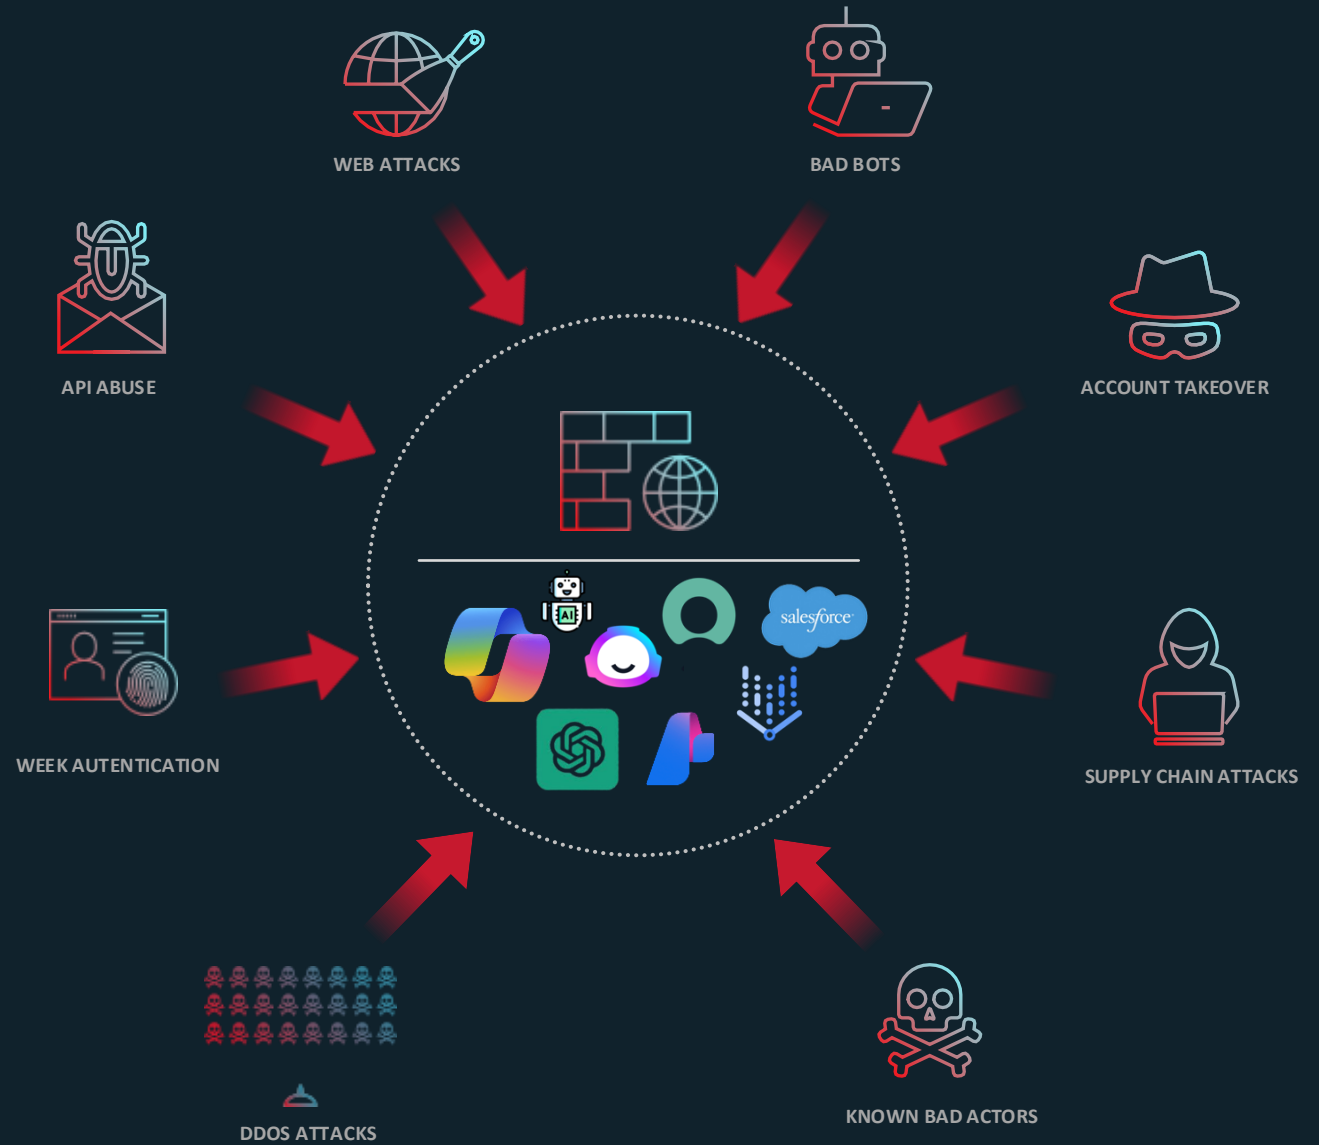 WEB ATTACKS
BAD BOTS
API ABUSE
ACCOUNT TAKEOVER
AI
salesforce
WEEK AUTENTICATION
SUPPLY CHAIN ATTACKS
KNOWN BAD ACTORS
DDOS ATTACKS